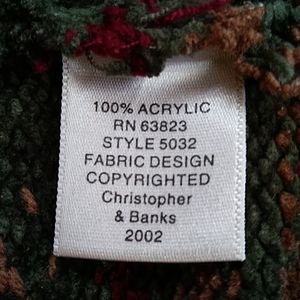 100% ACRYLIC
RN 63823
STYLE 5032
FABRIC DESIGN
COPYRIGHTED
Christopher
& Banks
2002